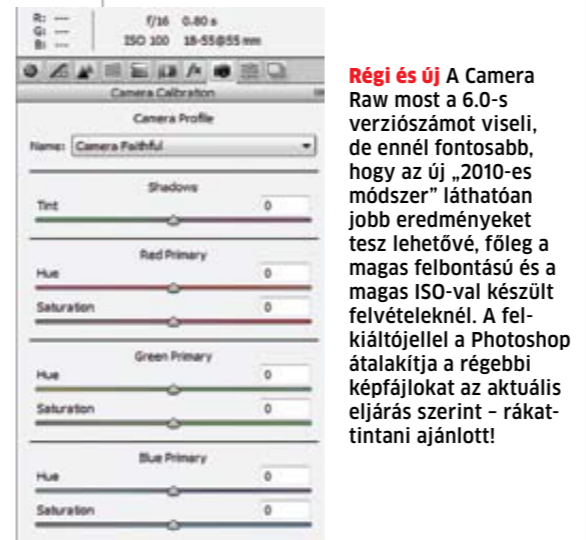 R: ---
G: ---
B: ---
f/16 0.80 s
ISO 100 18-55@55 mm
Camera Calibration
Camera Profile
Name: Camera Faithful
Shadows
Tint 0
Red Primary
Hue 0
Saturation 0
Green Primary
Hue 0
Saturation 0
Blue Primary
Hue 0
Saturation 0
Régi és új A Camera
Raw most a 6.0-s
verziószámot viseli,
de ennél fontosabb,
hogy az új „2010-es
módszer” láthatóan
jobb eredményeket
tesz lehetővé, főleg a
magas felbontású és a
magas ISO-val készült
felvételeknél. A fel-
kiáltójellel a Photoshop
átalakítja a régebbi
képfájlokat az aktuális
eljárás szerint – rákat-
tintani ajánlott!